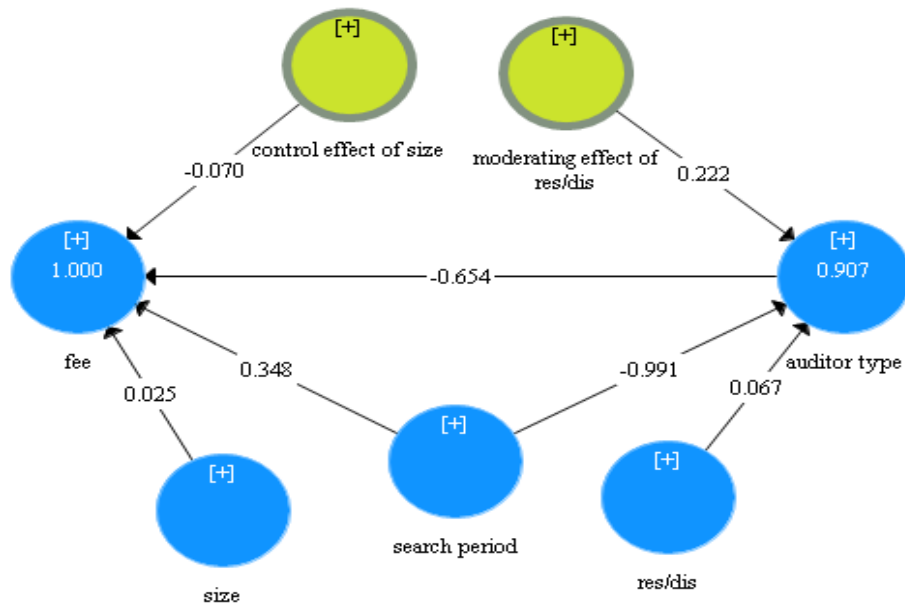 [+]
[+]
control effect of size
moderating effect of
res/dis
-0.070
0.222
[+]
1.000
[+]
0.907
-0.654
fee
auditor type
0.348
-0.991
0.025
0.067
[+]
[+]
[+]
search period
size
res/dis